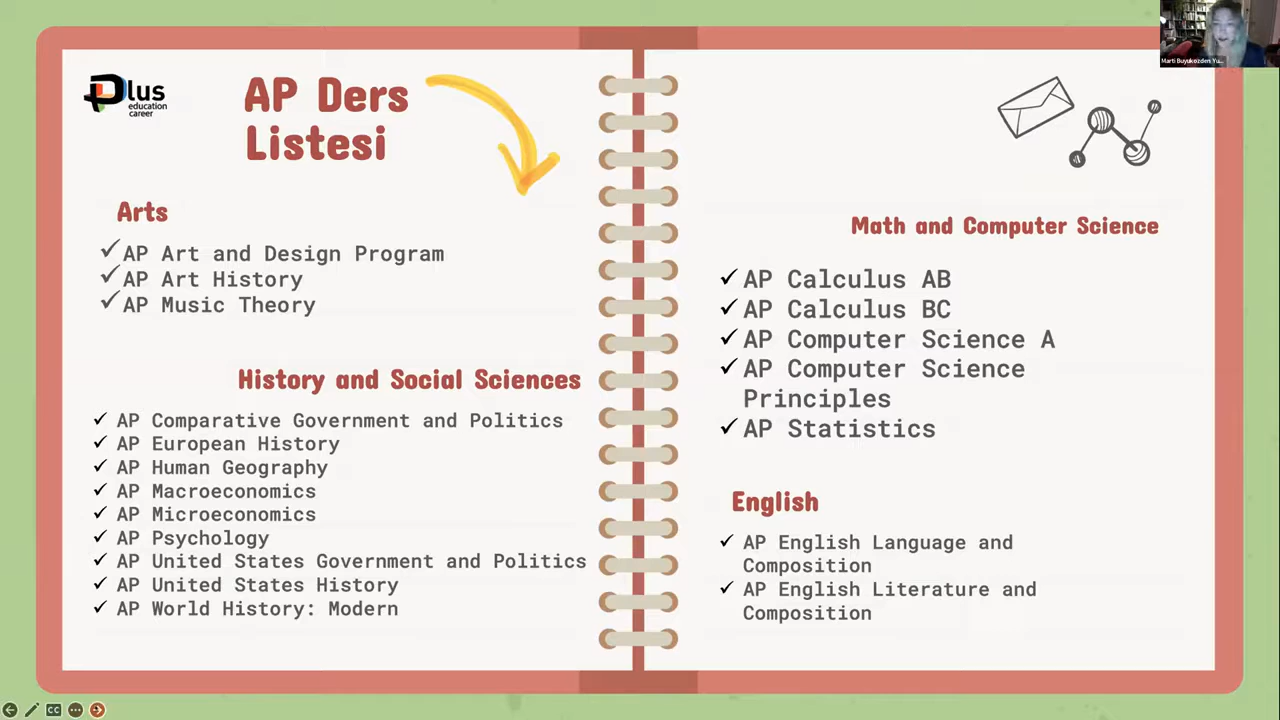 Plus
education
career
AP Ders
Listesi
Arts
✓AP Art and Design Program
✓AP Art History
✓AP Music Theory
History and Social Sciences
✓ AP Comparative Government and Politics
✓ AP European History
✓ AP Human Geography
✓ AP Macroeconomics
✓ AP Microeconomics
✓ AP Psychology
✓ AP United States Government and Politics
✓ AP United States History
✓ AP World History: Modern
Math and Computer Science
✓AP Calculus AB
✓AP Calculus BC
✓AP Computer Science A
✓AP Computer Science
Principles
✓AP Statistics
English
✓ AP English Language and
Composition
✓ AP English Literature and
Composition
Marti Buyukozden Yu...
CC